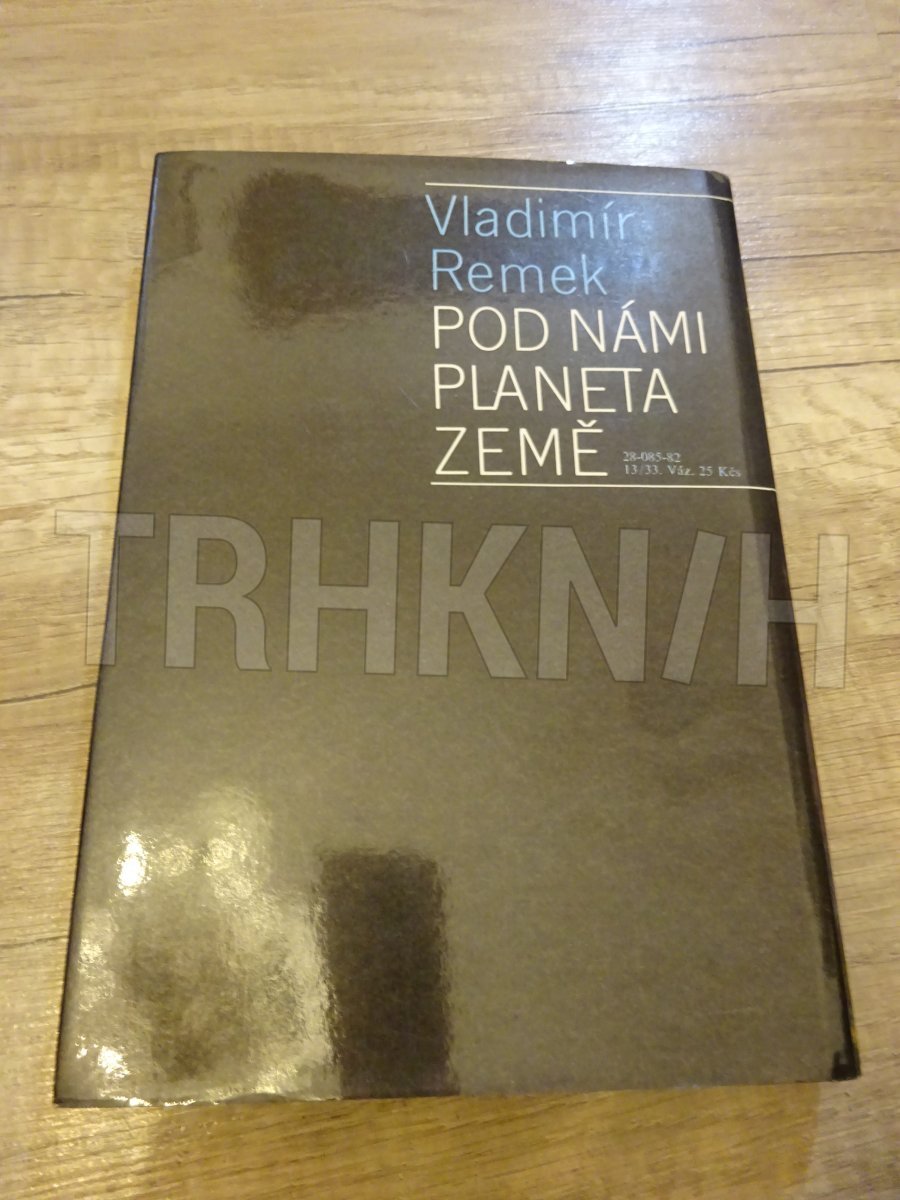 Vladimír
Remek
POD NÁMI
PLANETA
ZEMĚ
28-085-82
13/33. Váz. 25 Kčs
TRHKNIH